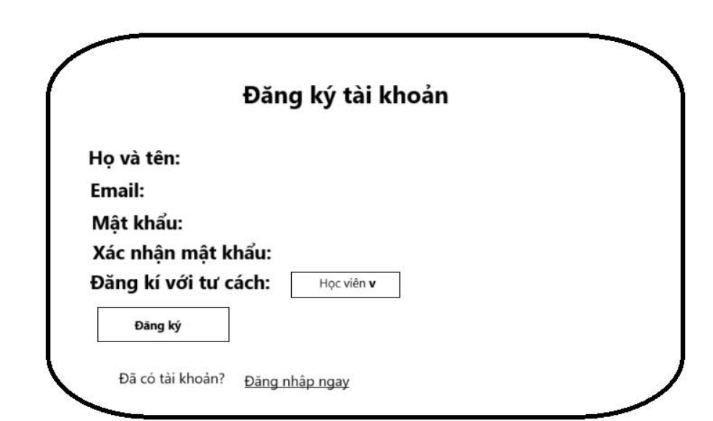 Đăng ký tài khoản
Họ và tên:
Email:
Mật khẩu:
Xác nhận mật khẩu:
Đăng kí với tư cách: Học viên v
Đăng ký
Đã có tài khoản? Đăng nhập ngay